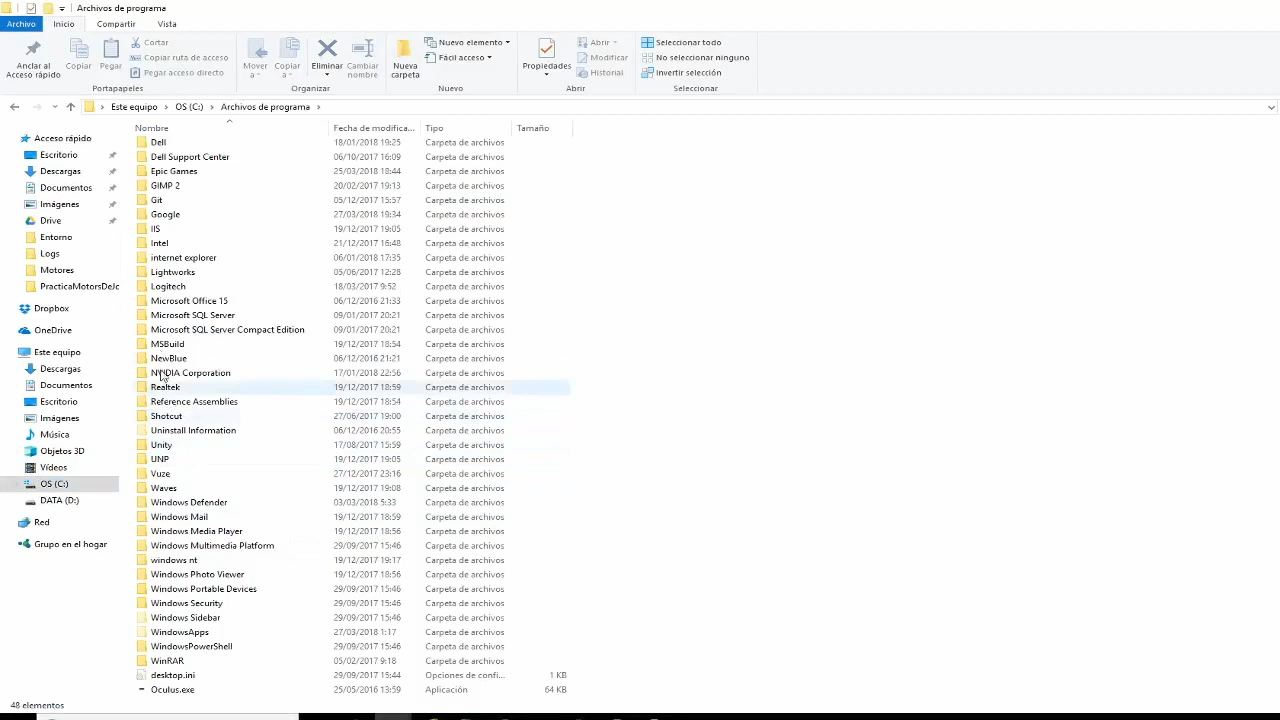 Archivos de programa
Archivo Inicio Compartir Vista
Anclar al Acceso rápido
Copiar
Pegar
Cortar
Copiar ruta de acceso
Pegar acceso directo
Portapapeles
Mover a
Copiar a
Eliminar
Cambiar nombre
Organizar
Nueva carpeta
Nuevo elemento
Fácil acceso
Nuevo
Propiedades
Abrir
Modificar
Historial
Abrir
Seleccionar todo
No seleccionar ninguno
Invertir selección
Seleccionar
Este equipo > OS (C:) > Archivos de programa >
Acceso rápido
Escritorio
Descargas
Documentos
Imágenes
Drive
Entorno
Logs
Motores
PracticaMotorsDeJc
Dropbox
OneDrive
Este equipo
Descargas
Documentos
Escritorio
Imágenes
Música
Objetos 3D
Vídeos
OS (C:)
DATA (D:)
Red
Grupo en el hogar
Nombre Fecha de modifica... Tipo Tamaño
Dell 18/01/2018 19:25 Carpeta de archivos
Dell Support Center 06/10/2017 16:09 Carpeta de archivos
Epic Games 25/03/2018 18:44 Carpeta de archivos
GIMP 2 20/02/2017 19:13 Carpeta de archivos
Git 05/12/2017 15:57 Carpeta de archivos
Google 27/03/2018 19:34 Carpeta de archivos
IIS 19/12/2017 19:05 Carpeta de archivos
Intel 21/12/2017 16:48 Carpeta de archivos
internet explorer 06/01/2018 17:35 Carpeta de archivos
Lightworks 05/06/2017 12:28 Carpeta de archivos
Logitech 18/03/2017 9:52 Carpeta de archivos
Microsoft Office 15 06/12/2016 21:33 Carpeta de archivos
Microsoft SQL Server 09/01/2017 20:21 Carpeta de archivos
Microsoft SQL Server Compact Edition 09/01/2017 20:21 Carpeta de archivos
MSBuild 19/12/2017 18:54 Carpeta de archivos
NewBlue 06/12/2016 21:21 Carpeta de archivos
NVIDIA Corporation 17/01/2018 22:56 Carpeta de archivos
Realtek 19/12/2017 18:59 Carpeta de archivos
Reference Assemblies 19/12/2017 18:54 Carpeta de archivos
Shotcut 27/06/2017 19:00 Carpeta de archivos
Uninstall Information 06/12/2016 20:55 Carpeta de archivos
Unity 17/08/2017 15:59 Carpeta de archivos
UNP 19/12/2017 19:05 Carpeta de archivos
Vuze 27/12/2017 23:16 Carpeta de archivos
Waves 19/12/2017 19:08 Carpeta de archivos
Windows Defender 03/03/2018 5:33 Carpeta de archivos
Windows Mail 19/12/2017 18:59 Carpeta de archivos
Windows Media Player 19/12/2017 18:56 Carpeta de archivos
Windows Multimedia Platform 29/09/2017 15:46 Carpeta de archivos
windows nt 19/12/2017 19:17 Carpeta de archivos
Windows Photo Viewer 19/12/2017 18:56 Carpeta de archivos
Windows Portable Devices 29/09/2017 15:46 Carpeta de archivos
Windows Security 29/09/2017 15:46 Carpeta de archivos
Windows Sidebar 29/09/2017 15:46 Carpeta de archivos
WindowsApps 27/03/2018 1:17 Carpeta de archivos
WindowsPowerShell 29/09/2017 15:46 Carpeta de archivos
WinRAR 05/02/2017 9:18 Carpeta de archivos
desktop.ini 29/09/2017 15:44 Opciones de confi... 1 KB
Oculus.exe 25/05/2016 13:59 Aplicación 64 KB
48 elementos